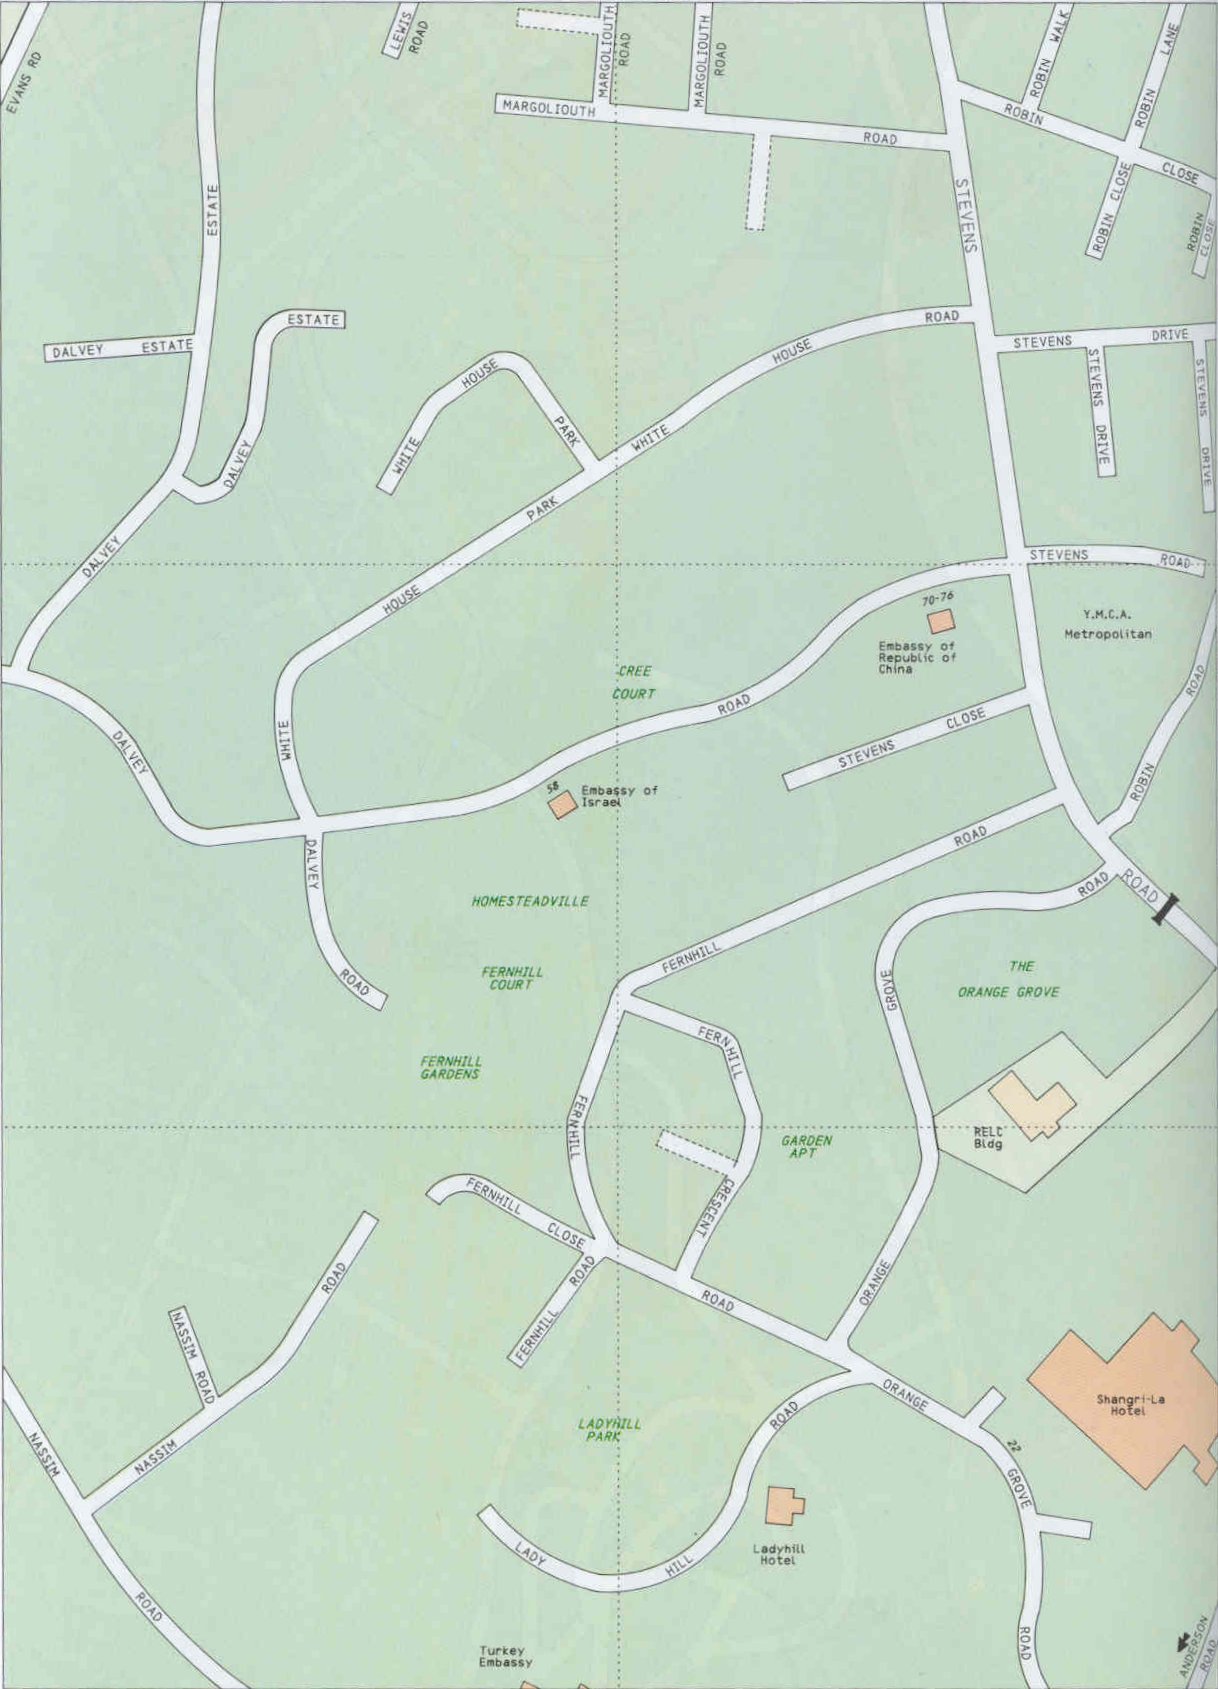 EVANS RD
LEWIS
ROAD
MARGOLIOUTH
ROAD
MARGOLIOUTH
ROAD
MARGOLIOUTH
ROAD
ROBIN WALK
ROBIN LANE
ROBIN
CLOSE
ROBIN CLOSE
ROBIN
CLOSE
STEVENS
ESTATE
DALVEY ESTATE
ESTATE
DALVEY
DALVEY
WHITE
HOUSE
PARK
WHITE
HOUSE
ROAD
STEVENS
DRIVE
STEVENS DRIVE
STEVENS DRIVE
PARK
HOUSE
WHITE
STEVENS
ROAD
70-76
Embassy of
Republic of
China
Y.M.C.A.
Metropolitan
CREE
COURT
ROAD
DALVEY
STEVENS
CLOSE
ROBIN
ROAD
58
Embassy of
Israel
DALVEY
ROAD
HOMESTEADVILLE
FERNHILL
COURT
FERNHILL
GARDENS
FERNHILL
ROAD
ROAD
ROAD
GROVE
THE
ORANGE GROVE
FERNHILL
FERNHILL
CRESCENT
GARDEN
APT
RELC
Bldg
FERNHILL
CLOSE
FERNHILL
ROAD
ROAD
ORANGE
NASSIM ROAD
ROAD
NASSIM
NASSIM
ROAD
LADYHILL
PARK
ROAD
ORANGE
22
GROVE
ROAD
Shangri-La
Hotel
Ladyhill
Hotel
LADY
HILL
Turkey
Embassy
ANDERSON
ROAD